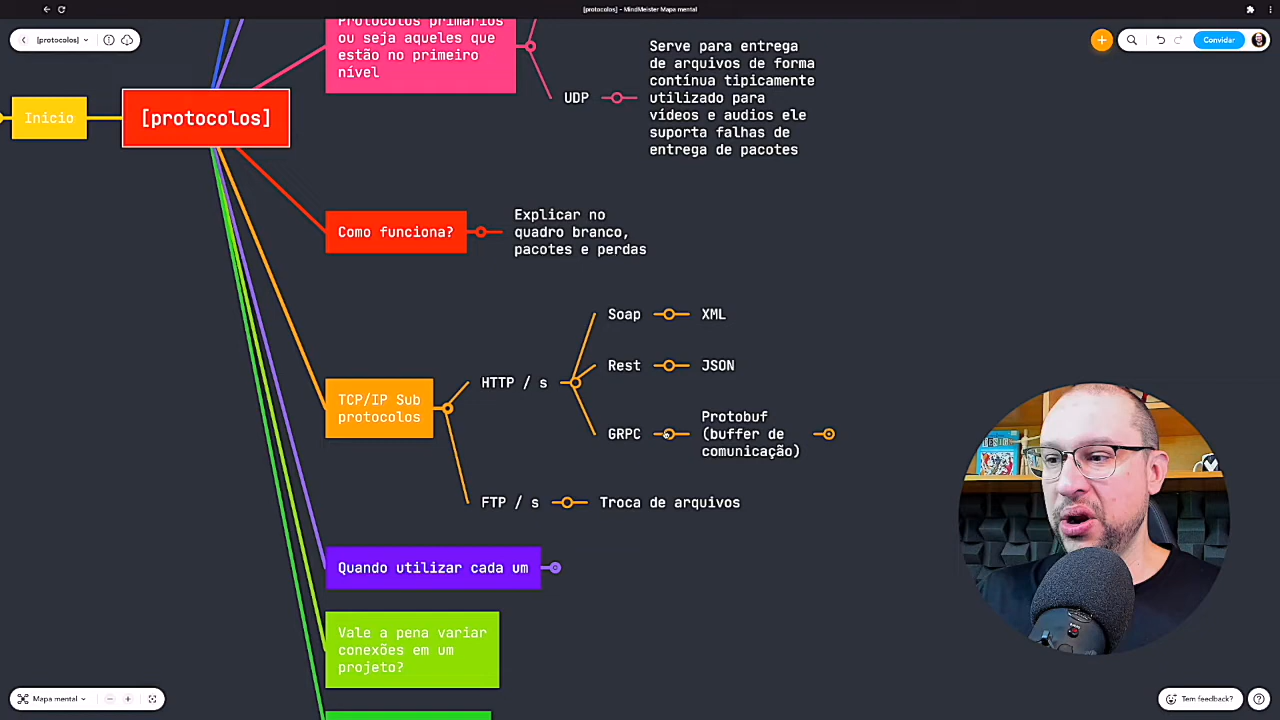 [protocolos] - MindMeister Mapa mental
[protocolos]
Convidar
Protocolos primários
ou seja aqueles que
estão no primeiro
nível
Serve para entrega
de arquivos de forma
contínua tipicamente
utilizado para
vídeos e audios ele
suporta falhas de
entrega de pacotes
UDP
Inicio
[protocolos]
Como funciona?
Explicar no
quadro branco,
pacotes e perdas
TCP/IP Sub
protocolos
HTTP / s
Soap
XML
Rest
JSON
GRPC
Protobuf
(buffer de
comunicação)
FTP / s
Troca de arquivos
Quando utilizar cada um
Vale a pena variar
conexões em um
projeto?
Mapa mental
Tem feedback?